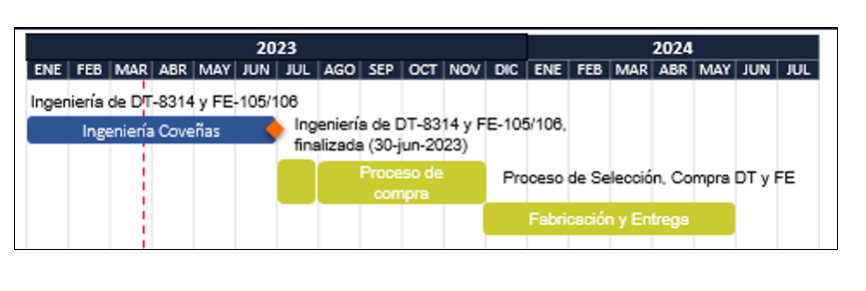 2023 2024
ENE FEB MAR ABR MAY JUN JUL AGO SEP OCT NOV DIC ENE FEB MAR ABR MAY JUN JUL
Ingeniería de DT-8314 y FE-105/106
Ingeniería Coveñas
Ingeniería de DT-8314 y FE-105/106,
finalizada (30-jun-2023)
Proceso de
compra
Proceso de Selección, Compra DT y FE
Fabricación y Entrega